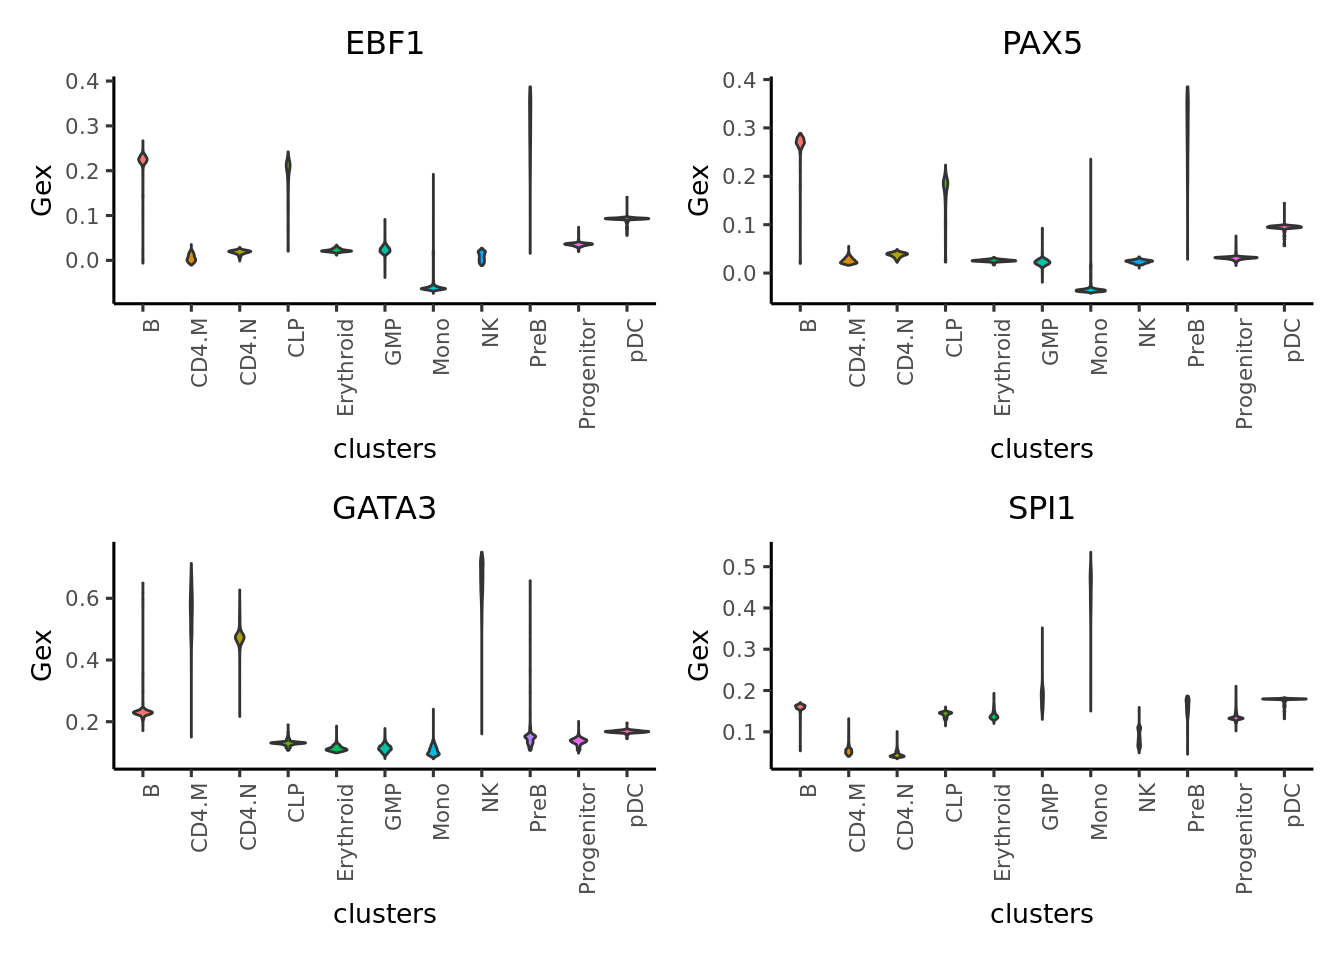 EBF1
Gex
0.4
0.3
0.2
0.1
0.0
B
CD4.M
CD4.N
CLP
Erythroid
GMP
Mono
NK
PreB
Progenitor
pDC
clusters
PAX5
Gex
0.4
0.3
0.2
0.1
0.0
B
CD4.M
CD4.N
CLP
Erythroid
GMP
Mono
NK
PreB
Progenitor
pDC
clusters
GATA3
Gex
0.6
0.4
0.2
B
CD4.M
CD4.N
CLP
Erythroid
GMP
Mono
NK
PreB
Progenitor
pDC
clusters
SPI1
Gex
0.5
0.4
0.3
0.2
0.1
B
CD4.M
CD4.N
CLP
Erythroid
GMP
Mono
NK
PreB
Progenitor
pDC
clusters